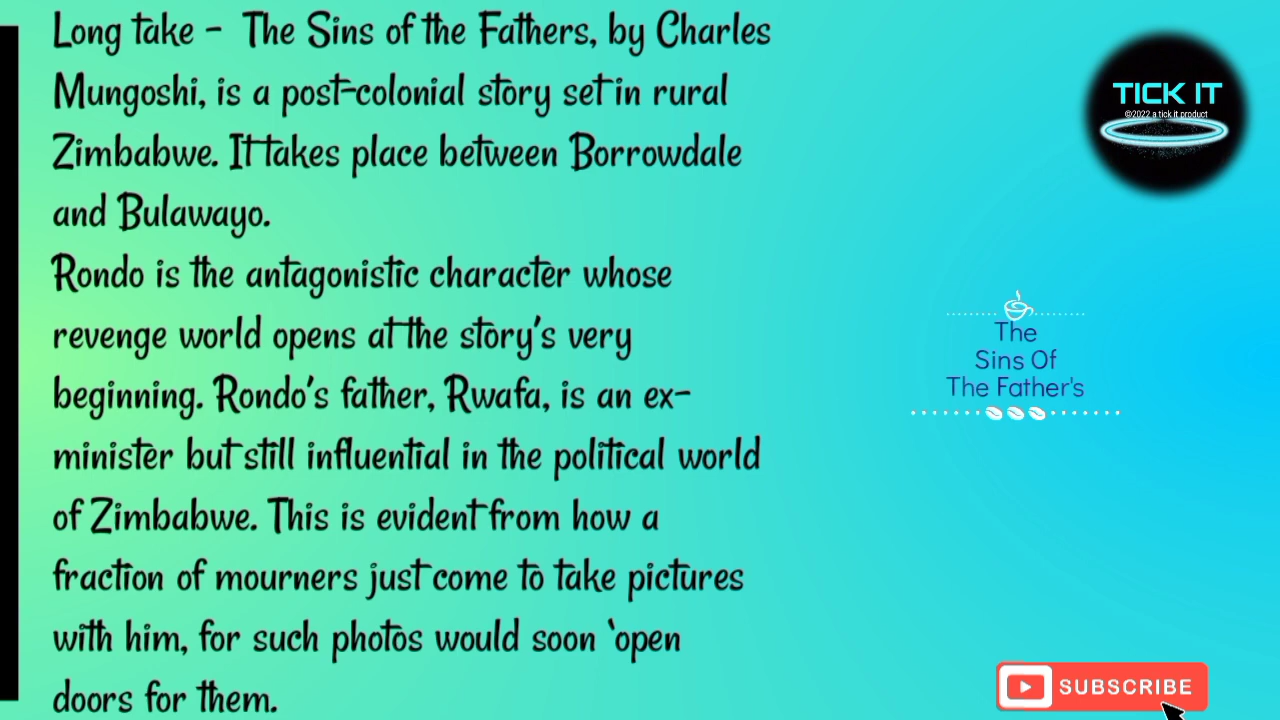 Long take - The Sins of the Fathers, by Charles
Mungoshi, is a post-colonial story set in rural
Zimbabwe. It takes place between Borrowdale
and Bulawayo.
Rondo is the antagonistic character whose
revenge world opens at the story's very
beginning. Rondo's father, Rwafa, is an ex-
minister but still influential in the political world
of Zimbabwe. This is evident from how a
fraction of mourners just come to take pictures
with him, for such photos would soon ‘open
doors for them.
TICK IT
©2022 a tick it product
The
Sins Of
The Father's
SUBSCRIBE